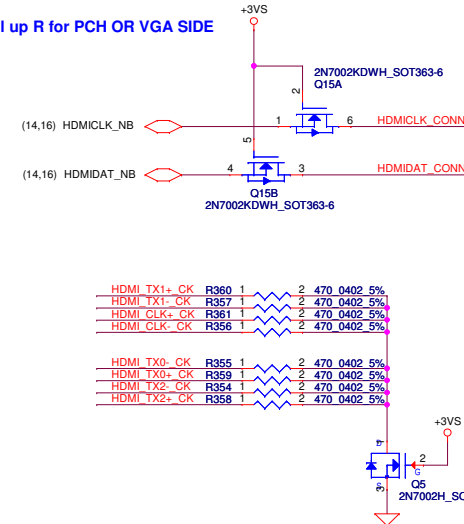 +3VS
l up R for PCH OR VGA SIDE
2N7002KDWH_SOT363-6
Q15A
2
(14,16) HDMICLK_NB 1 6 HDMICLK_CONN
5
(14,16) HDMIDAT_NB 4 3 HDMIDAT_CONN
Q15B
2N7002KDWH_SOT363-6
HDMI_TX1+_CK R360 1 2 470_0402_5%
HDMI_TX1-_CK R357 1 2 470_0402_5%
HDMI_CLK+_CK R361 1 2 470_0402_5%
HDMI_CLK-_CK R356 1 2 470_0402_5%
HDMI_TX0-_CK R355 1 2 470_0402_5%
HDMI_TX0+_CK R359 1 2 470_0402_5%
HDMI_TX2-_CK R354 1 2 470_0402_5%
HDMI_TX2+_CK R358 1 2 470_0402_5%
+3VS
1 D
2
G
S 3
Q5
2N7002H_SO